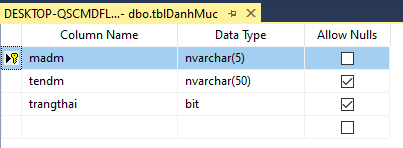 DESKTOP-QSCMDFL...- dbo.tblDanhMuc
Column Name Data Type Allow Nulls
madm nvarchar(5)
tendm nvarchar(50)
trangthai bit